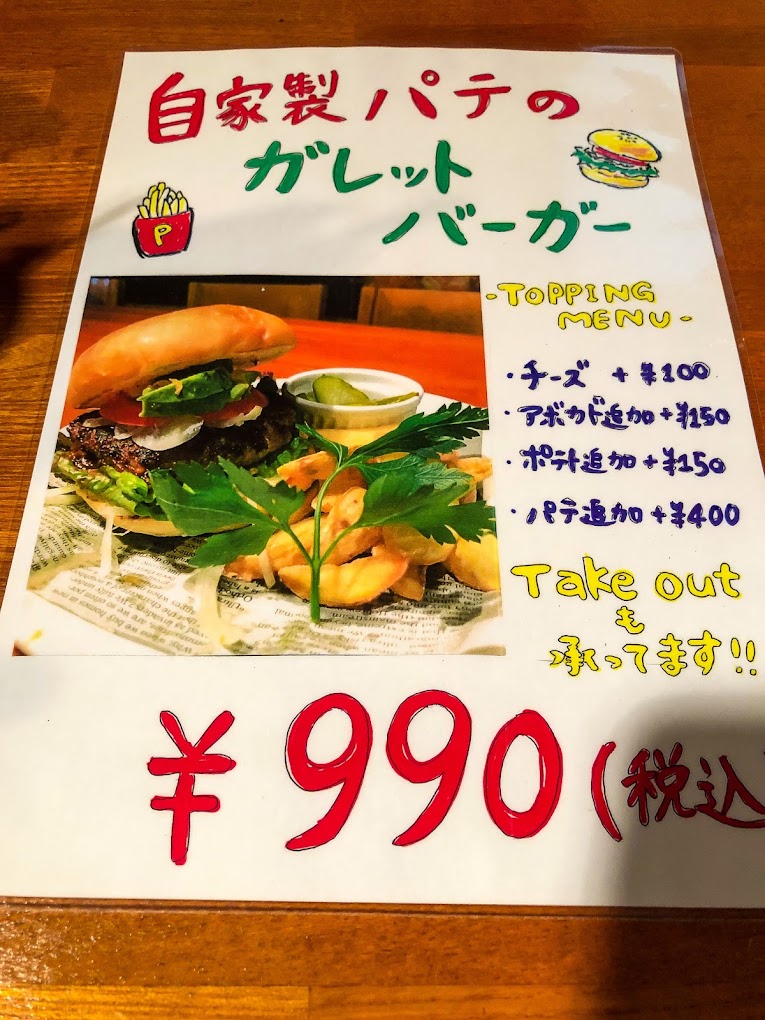 自家製パテの
ガレット
バーガー
P
-TOPPING
MENU-
・チーズ +¥100
・アボカド追加+¥150
・ポテト追加+¥150
・パテ追加+¥400
Take out
も
承ってます!!
¥990(税込)